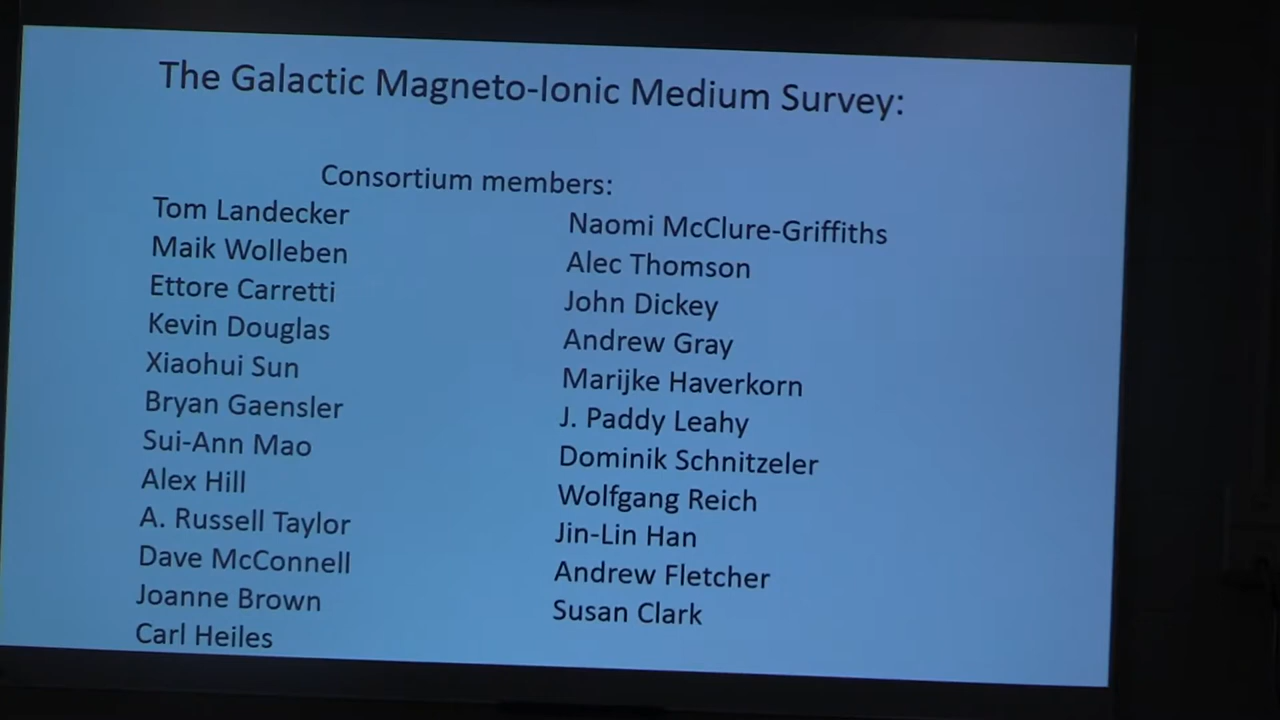 The Galactic Magneto-Ionic Medium Survey:
Consortium members:
Tom Landecker
Maik Wolleben
Ettore Carretti
Kevin Douglas
Xiaohui Sun
Bryan Gaensler
Sui-Ann Mao
Alex Hill
A. Russell Taylor
Dave McConnell
Joanne Brown
Carl Heiles
Naomi McClure-Griffiths
Alec Thomson
John Dickey
Andrew Gray
Marijke Haverkorn
J. Paddy Leahy
Dominik Schnitzeler
Wolfgang Reich
Jin-Lin Han
Andrew Fletcher
Susan Clark